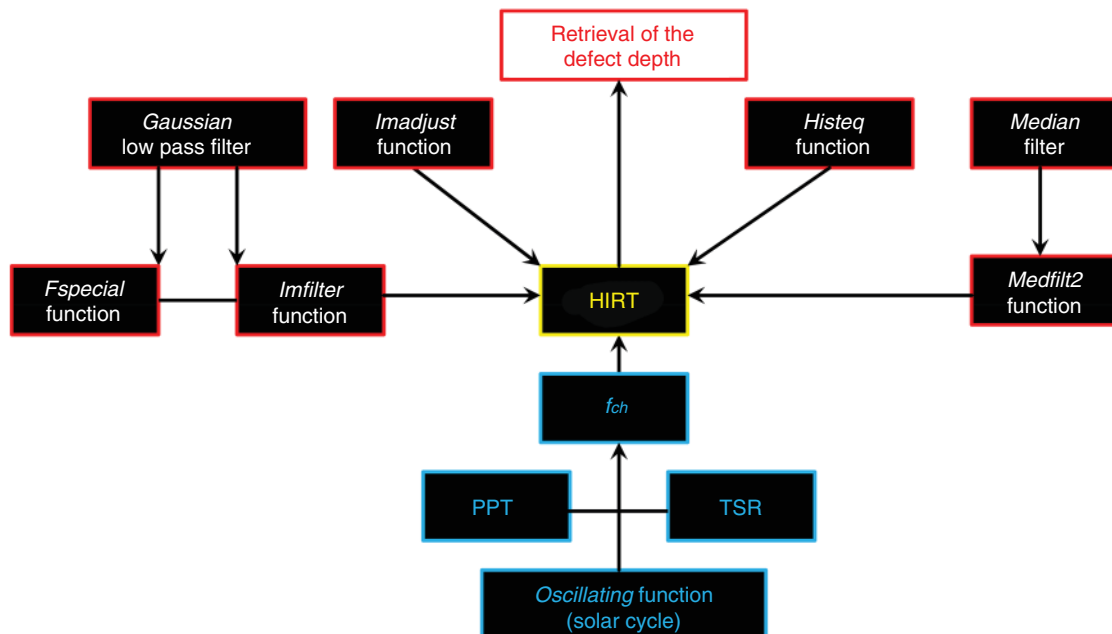 Retrieval of the
defect depth
Gaussian
low pass filter
Imadjust
function
Histeq
function
Median
filter
Fspecial
function
Imfilter
function
HIRT
Medfilt2
function
fch
PPT
TSR
Oscillating function
(solar cycle)